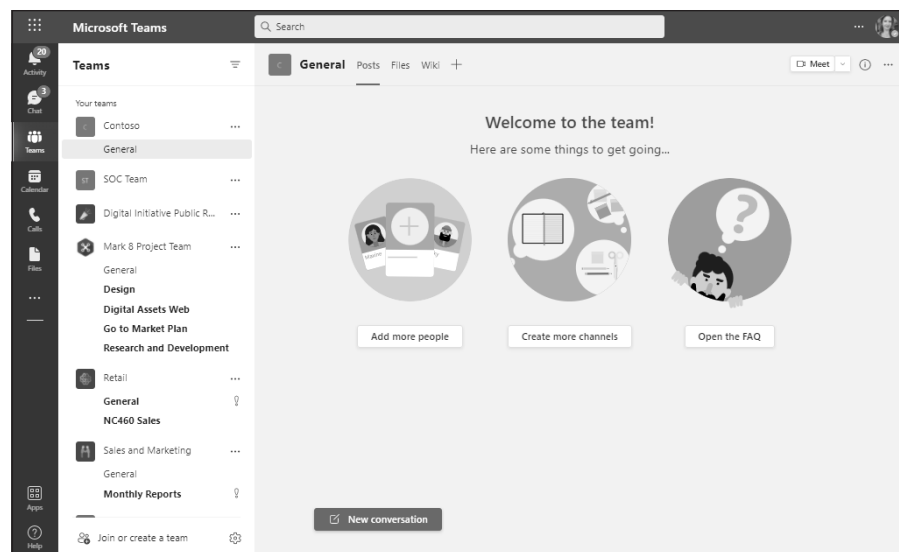 Microsoft Teams
Search
20
Activity
3
Chat
Teams
Calendar
Calls
Files
Apps
Help
Teams
Your teams
C
Contoso
General
ST
SOC Team
Digital Initiative Public R...
Mark 8 Project Team
General
Design
Digital Assets Web
Go to Market Plan
Research and Development
Retail
General
NC460 Sales
Sales and Marketing
General
Monthly Reports
Join or create a team
C
General Posts Files Wiki
Meet
Welcome to the team!
Here are some things to get going...
Maxine
Add more people
Create more channels
Open the FAQ
New conversation